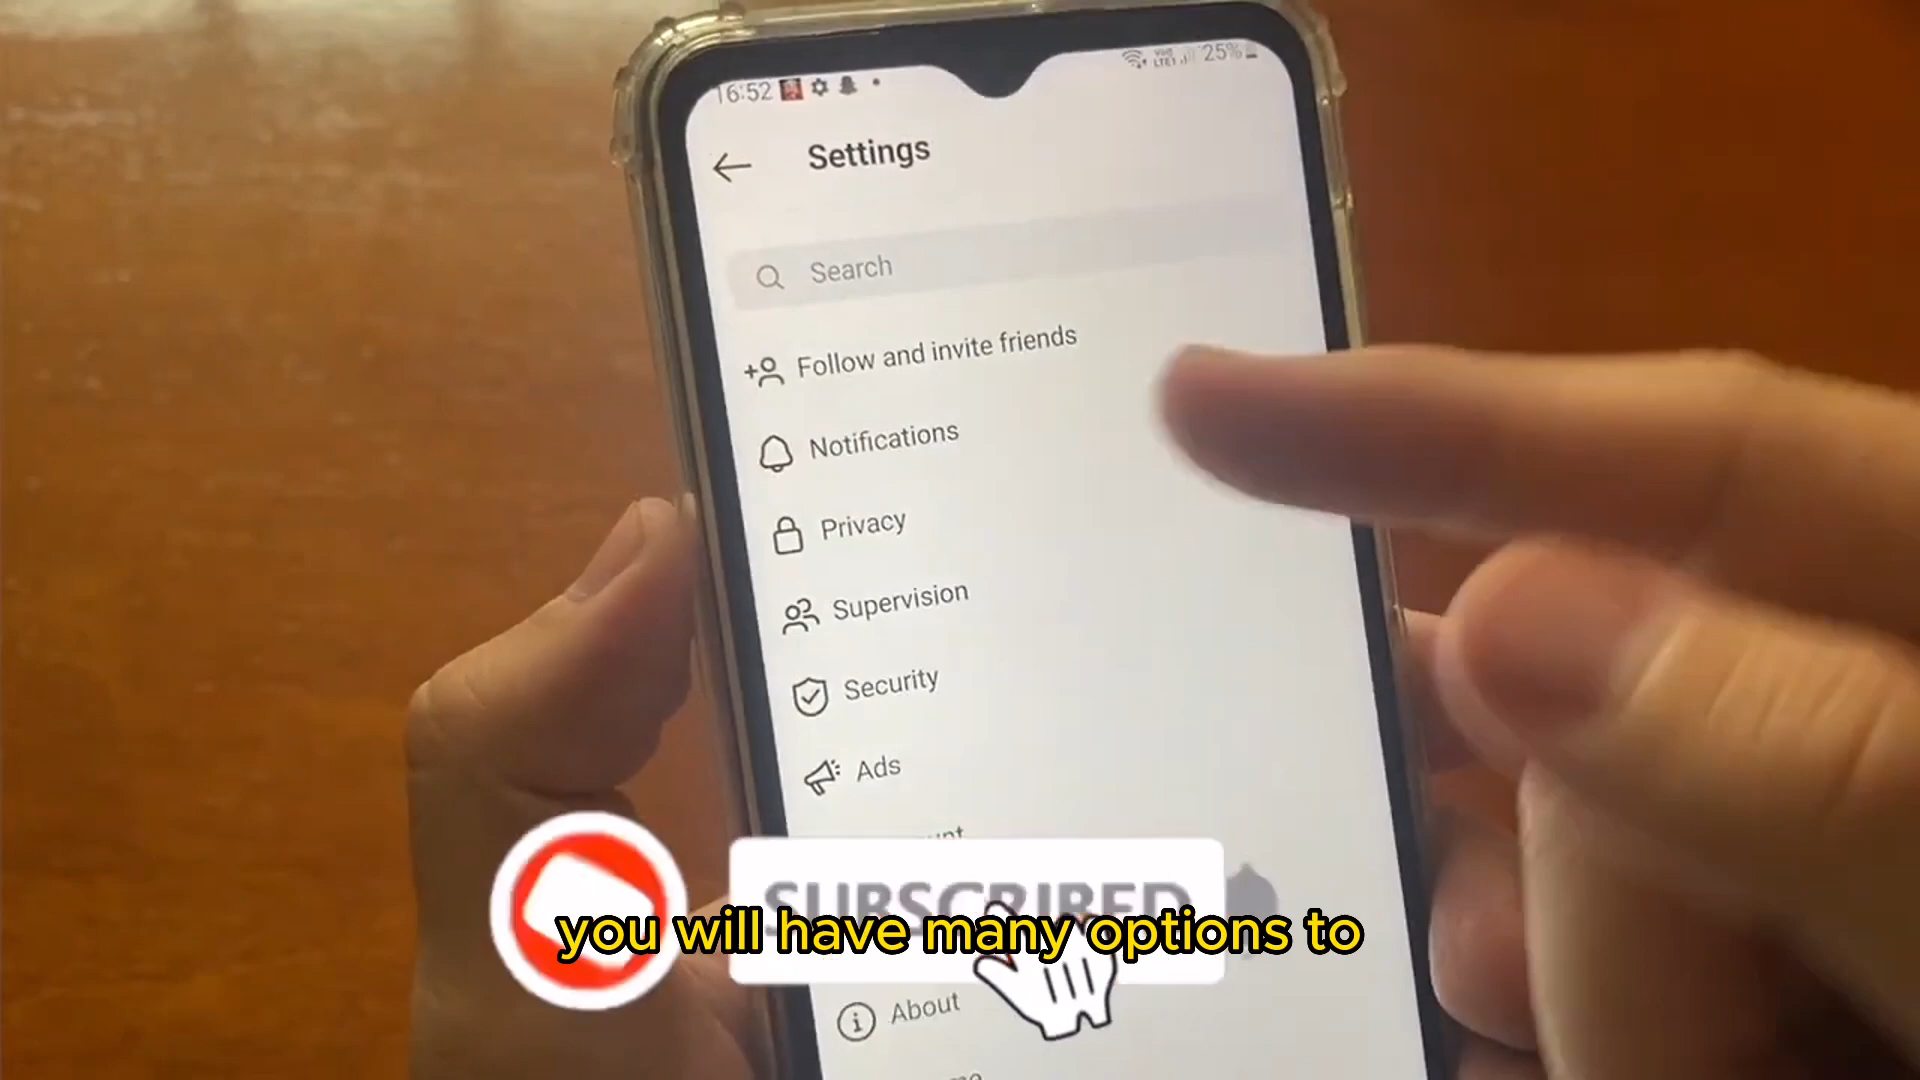 16:52
25%
Settings
Search
Follow and invite friends
Notifications
Privacy
Supervision
Security
Ads
SUBSCRIBED
you will have many options to
About